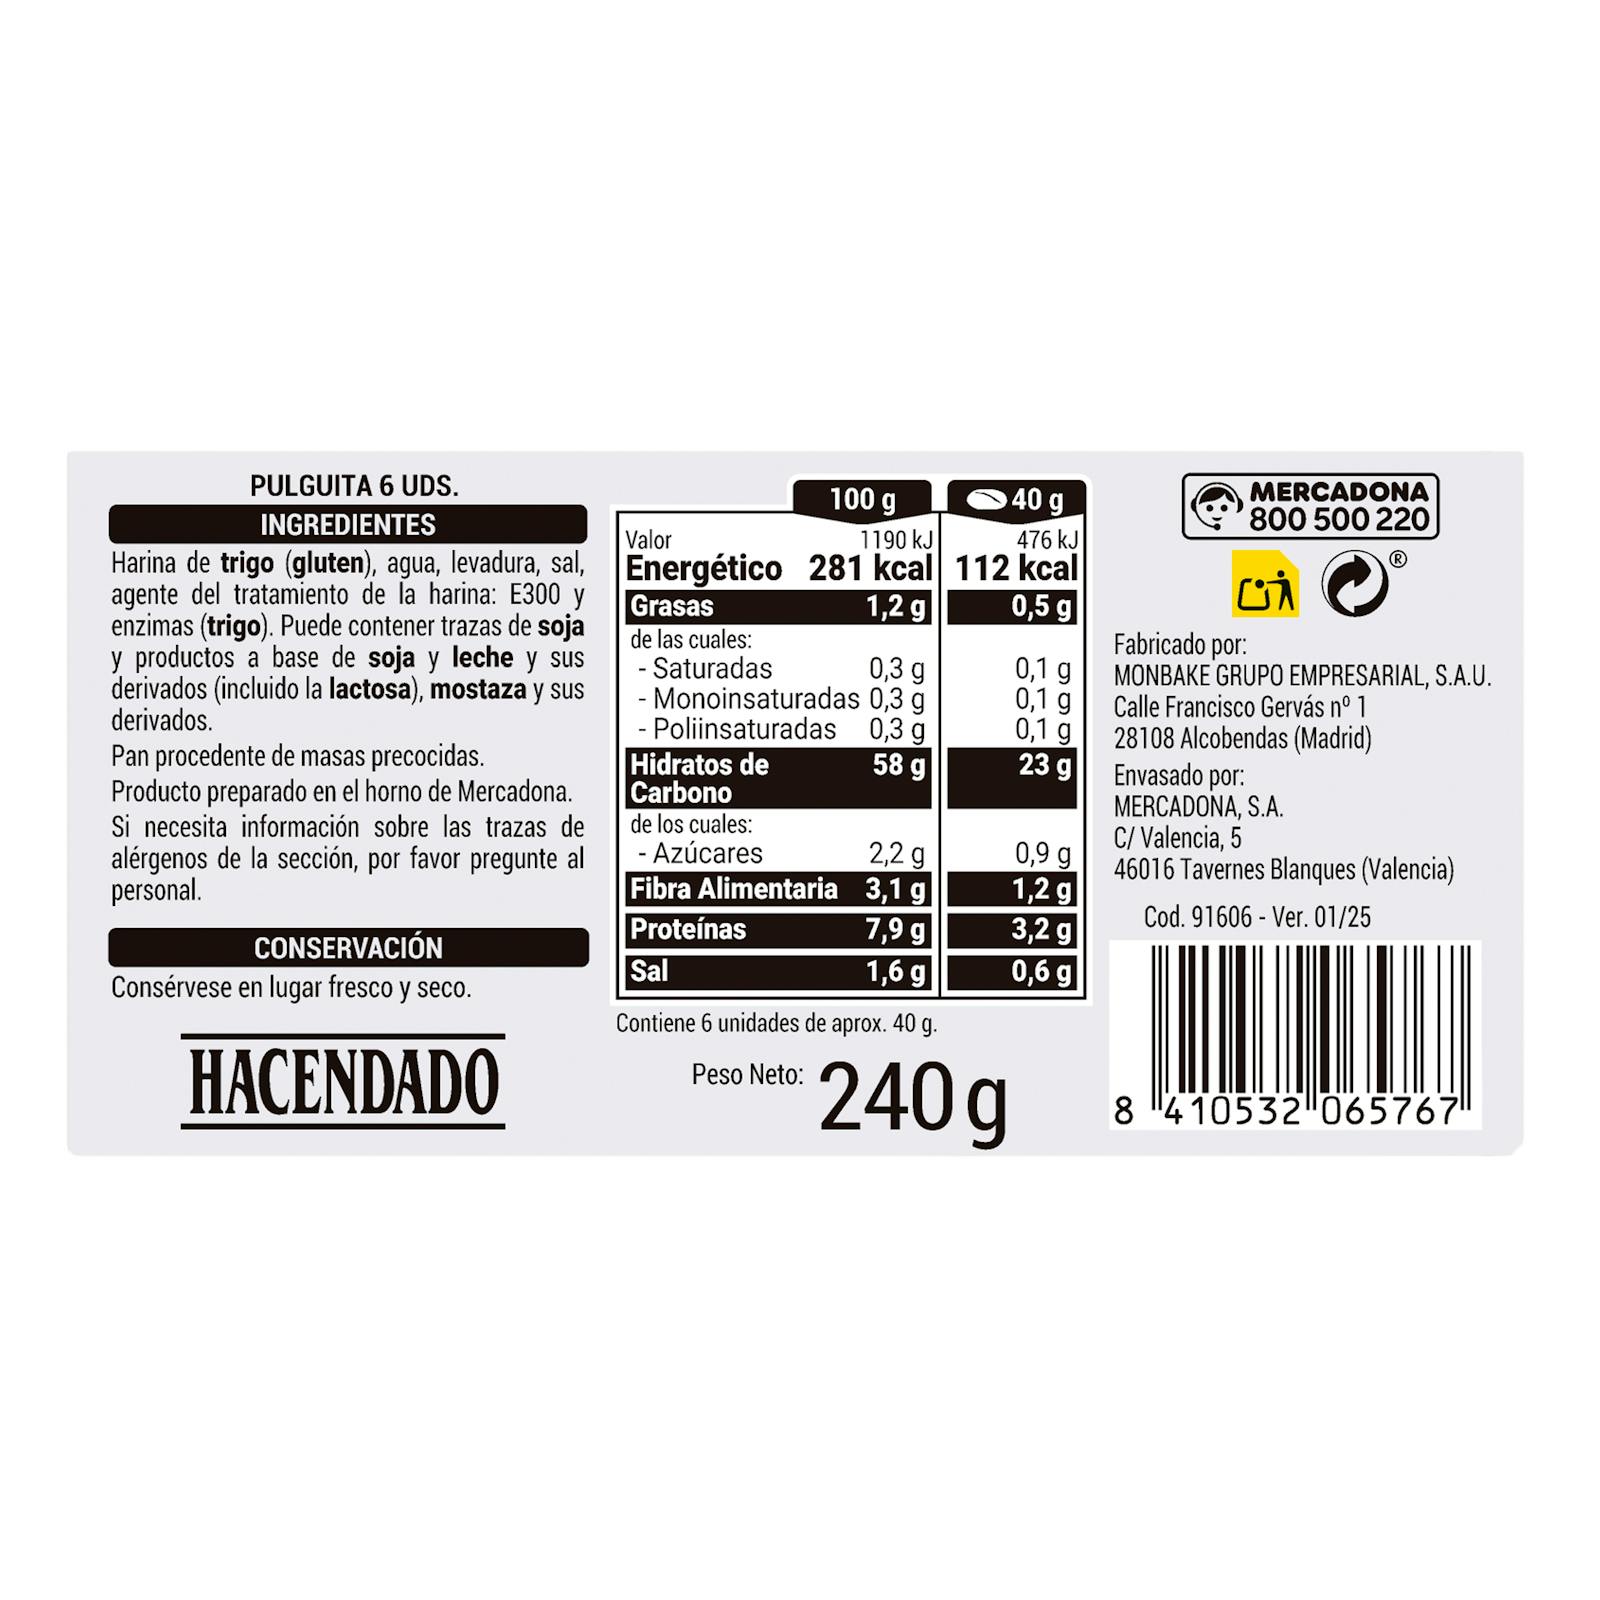 PULGUITA 6 UDS.
INGREDIENTES
Harina de trigo (gluten), agua, levadura, sal,
agente del tratamiento de la harina: E300 y
enzimas (trigo). Puede contener trazas de soja
y productos a base de soja y leche y sus
derivados (incluido la lactosa), mostaza y sus
derivados.
Pan procedente de masas precocidas.
Producto preparado en el horno de Mercadona.
Si necesita información sobre las trazas de
alérgenos de la sección, por favor pregunte al
personal.
CONSERVACIÓN
Consérvese en lugar fresco y seco.
HACENDADO
100 g 40 g
Valor 1190 kJ 476 kJ
Energético 281 kcal 112 kcal
Grasas 1,2 g 0,5 g
de las cuales:
- Saturadas 0,3 g 0,1 g
- Monoinsaturadas 0,3 g 0,1 g
- Poliinsaturadas 0,3 g 0,1 g
Hidratos de 58 g 23 g
Carbono
de los cuales:
- Azúcares 2,2 g 0,9 g
Fibra Alimentaria 3,1 g 1,2 g
Proteínas 7,9 g 3,2 g
Sal 1,6 g 0,6 g
Contiene 6 unidades de aprox. 40 g.
Peso Neto: 240 g
MERCADONA
800 500 220
®
Fabricado por:
MONBAKE GRUPO EMPRESARIAL, S.A.U.
Calle Francisco Gervás nº 1
28108 Alcobendas (Madrid)
Envasado por:
MERCADONA, S.A.
C/ Valencia, 5
46016 Tavernes Blanques (Valencia)
Cod. 91606 - Ver. 01/25
8 410532 065767